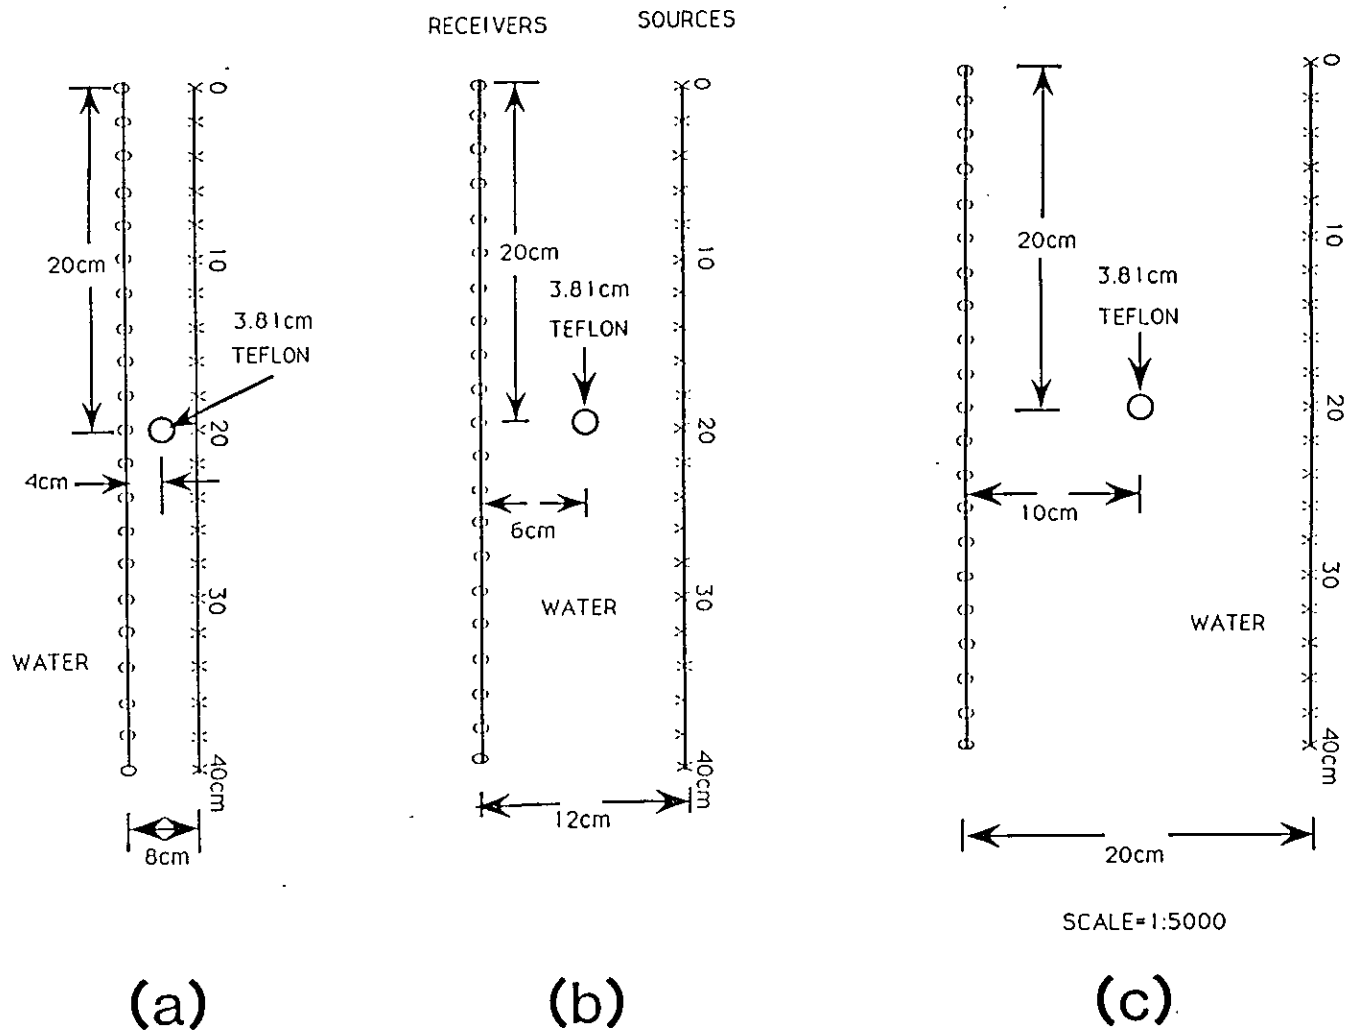 RECEIVERS
SOURCES
0
10
20
30
40cm
20cm
3.81cm
TEFLON
4cm
WATER
8cm
(a)
0
10
20
30
40cm
20cm
3.81cm
TEFLON
6cm
WATER
12cm
(b)
0
10
20
30
40cm
20cm
3.81cm
TEFLON
10cm
WATER
20cm
SCALE=1:5000
(c)